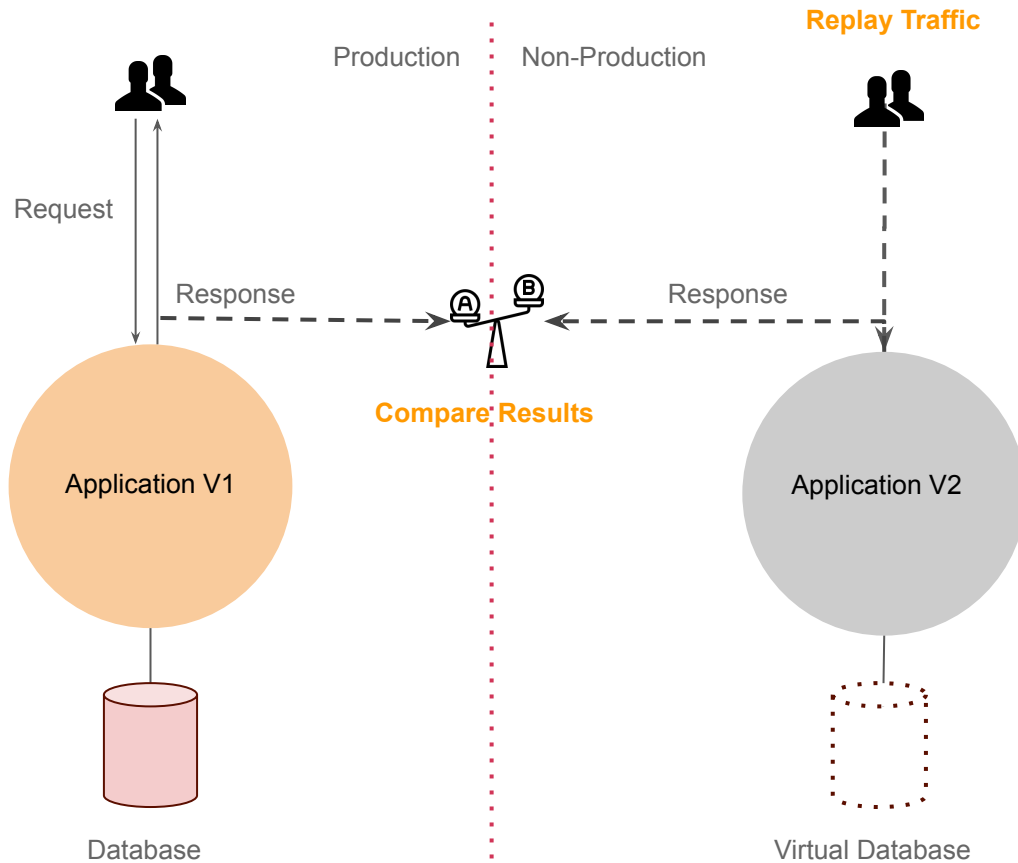 Replay Traffic
Production
Non-Production
Request
Response
A
B
Response
Compare Results
Application V1
Application V2
Database
Virtual Database